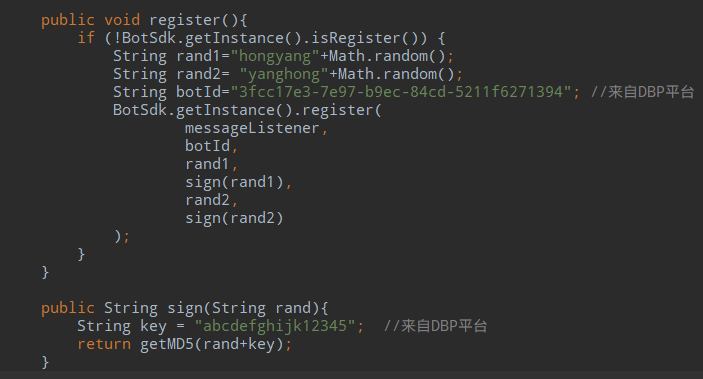 public void register(){
if (!BotSdk.getInstance().isRegister()) {
String rand1="hongyang"+Math.random();
String rand2= "yanghong"+Math.random();
String botId="3fcc17e3-7e97-b9ec-84cd-5211f6271394"; //来自DBP平台
BotSdk.getInstance().register(
messageListener,
botId,
rand1,
sign(rand1),
rand2,
sign(rand2)
);
}
}
public String sign(String rand){
String key = "abcdefghijk12345"; //来自DBP平台
return getMD5(rand+key);
}